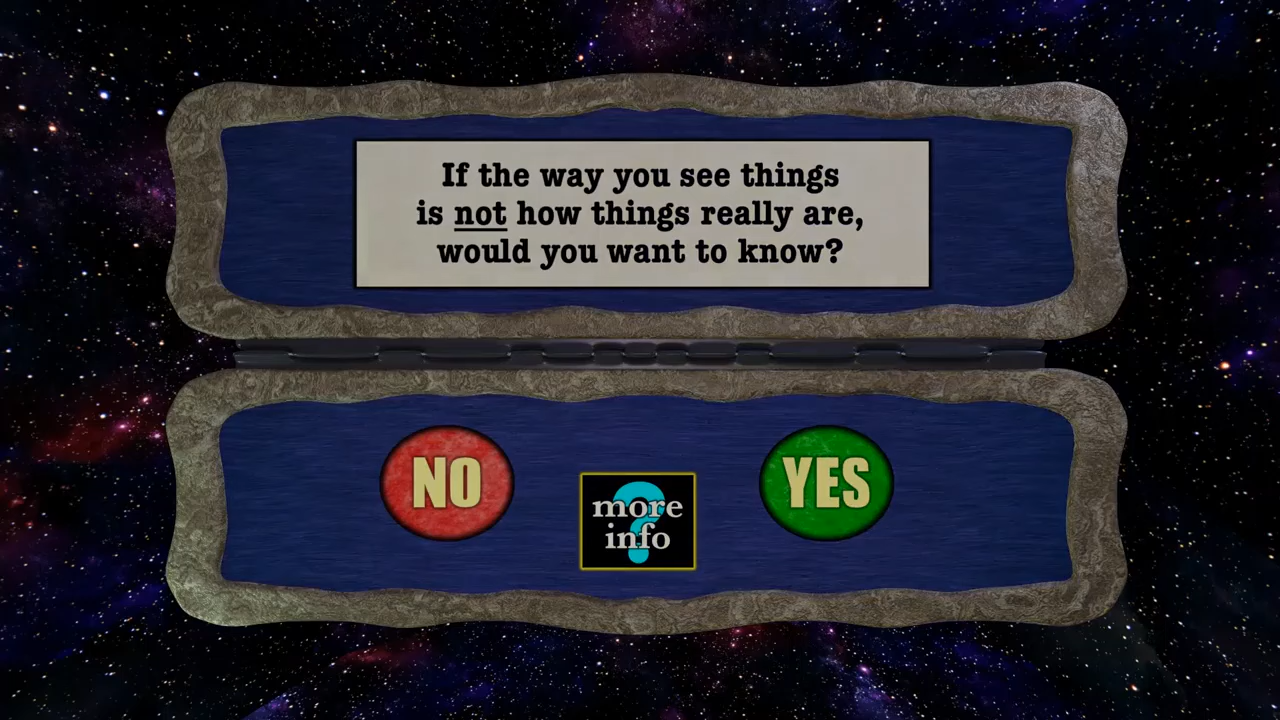 If the way you see things
is not how things really are,
would you want to know?
NO
more
info
YES